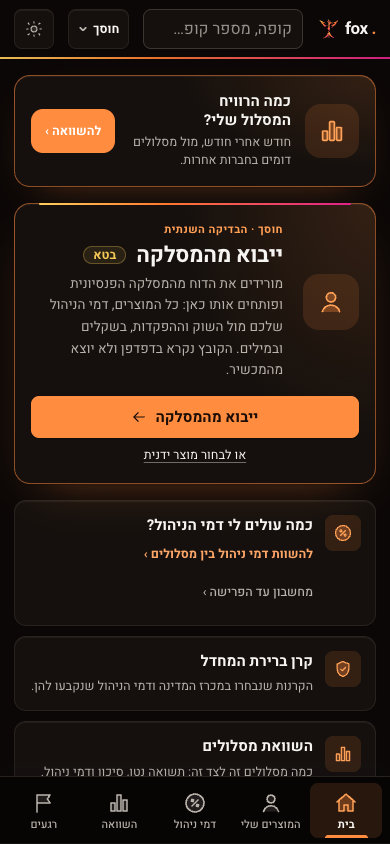 fox.
קופה, מספר קופ...
חוסך
כמה הרוויח
המסלול שלי?
חודש אחרי חודש, מול מסלולים
דומים בחברות אחרות.
להשוואה ›
חוסך · הבדיקה השנתית
ייבוא מהמסלקה בטא
מורידים את הדוח מהמסלקה הפנסיונית
ופותחים אותו כאן: כל המוצרים, דמי הניהול
שלכם מול השוק וההפקדות, בשקלים
ובמילים. הקובץ נקרא בדפדפן ולא יוצא
מהמכשיר.
ייבוא מהמסלקה ←
או לבחור מוצר ידנית
כמה עולים לי דמי הניהול?
להשוות דמי ניהול בין מסלולים ›
מחשבון עד הפרישה ›
קרן ברירת המחדל
הקרנות שנבחרו במכרז המדינה ודמי הניהול שנקבעו להן.
השוואת מסלולים
כמה מסלולים זה לצד זה: תשואה נטו, סיכון ודמי ניהול.
בית
המוצרים שלי
דמי ניהול
השוואה
רגעים